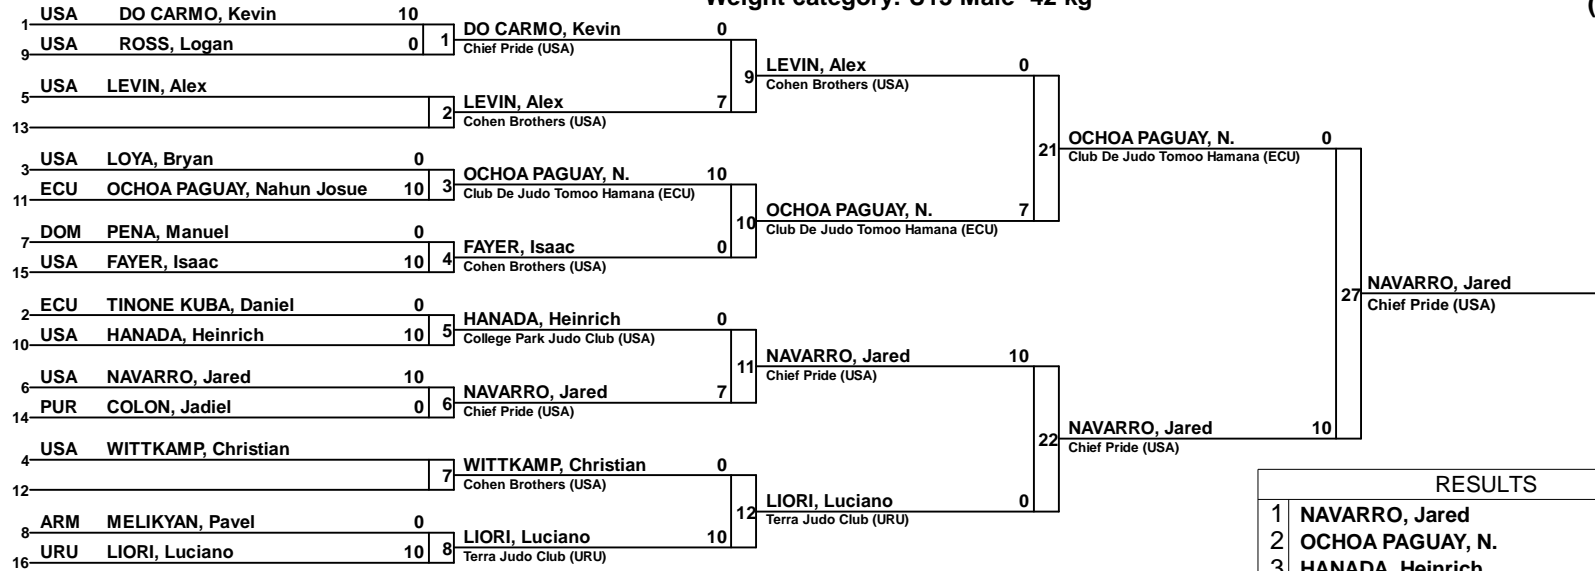 Weight category: U15 Male -42 kg
(
1 USA DO CARMO, Kevin 10
9 USA ROSS, Logan 0
1
5 USA LEVIN, Alex
13
2
3 USA LOYA, Bryan 0
11 ECU OCHOA PAGUAY, Nahun Josue 10
3
7 DOM PENA, Manuel 0
15 USA FAYER, Isaac 10
4
2 ECU TINONE KUBA, Daniel 0
10 USA HANADA, Heinrich 10
5
6 USA NAVARRO, Jared 10
14 PUR COLON, Jadiel 0
6
4 USA WITTKAMP, Christian
12
7
8 ARM MELIKYAN, Pavel 0
16 URU LIORI, Luciano 10
8
DO CARMO, Kevin 0
Chief Pride (USA)
9
LEVIN, Alex 7
Cohen Brothers (USA)
OCHOA PAGUAY, N. 10
Club De Judo Tomoo Hamana (ECU)
10
FAYER, Isaac 0
Cohen Brothers (USA)
HANADA, Heinrich 0
College Park Judo Club (USA)
11
NAVARRO, Jared 7
Chief Pride (USA)
WITTKAMP, Christian 0
Cohen Brothers (USA)
12
LIORI, Luciano 10
Terra Judo Club (URU)
LEVIN, Alex 0
Cohen Brothers (USA)
21
OCHOA PAGUAY, N. 7
Club De Judo Tomoo Hamana (ECU)
NAVARRO, Jared 10
Chief Pride (USA)
22
LIORI, Luciano 0
Terra Judo Club (URU)
OCHOA PAGUAY, N. 0
Club De Judo Tomoo Hamana (ECU)
27
NAVARRO, Jared 10
Chief Pride (USA)
NAVARRO, Jared
Chief Pride (USA)
RESULTS
1 NAVARRO, Jared
2 OCHOA PAGUAY, N.
3 HANADA, Heinrich